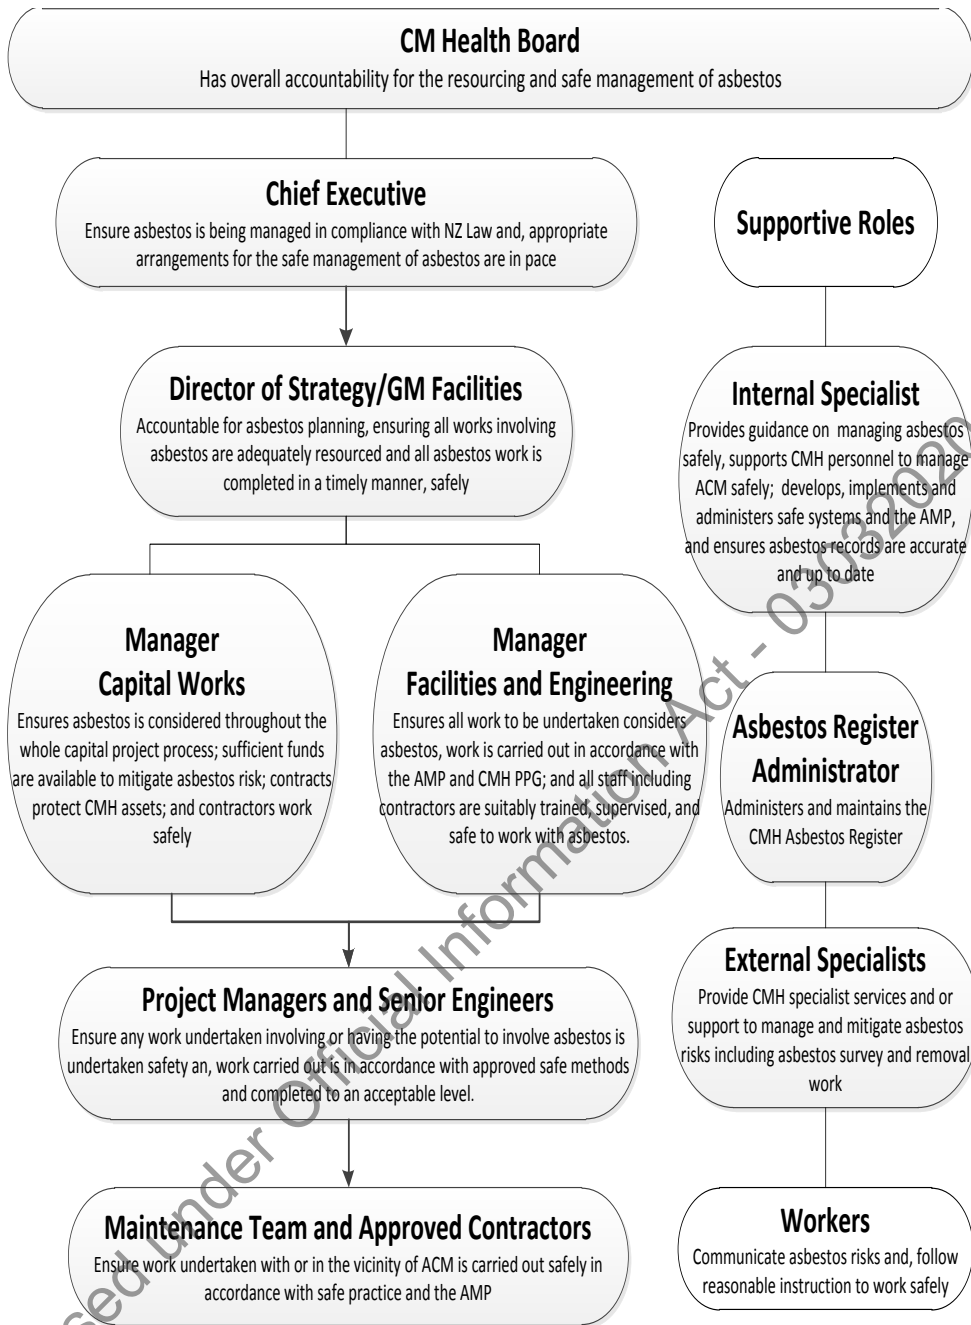 CM Health Board
Has overall accountability for the resourcing and safe management of asbestos
Chief Executive
Ensure asbestos is being managed in compliance with NZ Law and, appropriate
arrangements for the safe management of asbestos are in pace
Director of Strategy/GM Facilities
Accountable for asbestos planning, ensuring all works involving
asbestos are adequately resourced and all asbestos work is
completed in a timely manner, safely
Manager
Capital Works
Ensures asbestos is considered throughout the
whole capital project process; sufficient funds
are available to mitigate asbestos risk; contracts
protect CMH assets; and contractors work
safely
Manager
Facilities and Engineering
Ensures all work to be undertaken considers
asbestos, work is carried out in accordance with
the AMP and CMH PPG; and all staff including
contractors are suitably trained, supervised, and
safe to work with asbestos.
Project Managers and Senior Engineers
Ensure any work undertaken involving or having the potential to involve asbestos is
undertaken safety an, work carried out is in accordance with approved safe methods
and completed to an acceptable level.
Maintenance Team and Approved Contractors
Ensure work undertaken with or in the vicinity of ACM is carried out safely in
accordance with safe practice and the AMP
Supportive Roles
Internal Specialist
Provides guidance on managing asbestos
safely, supports CMH personnel to manage
ACM safely; develops, implements and
administers safe systems and the AMP,
and ensures asbestos records are accurate
and up to date
Asbestos Register
Administrator
Administers and maintains the
CMH Asbestos Register
External Specialists
Provide CMH specialist services and or
support to manage and mitigate asbestos
risks including asbestos survey and removal
work
Workers
Communicate asbestos risks and, follow
reasonable instruction to work safely
under Official Information Act - 03032020